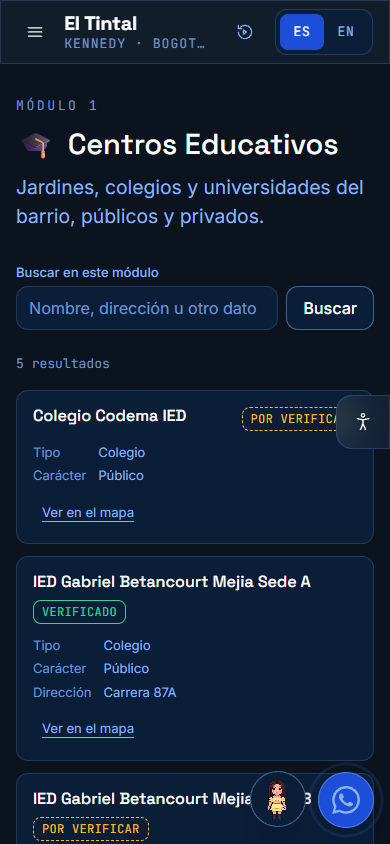 El Tintal
KENNEDY · BOGOT…
ES
EN
MÓDULO 1
Centros Educativos
Jardines, colegios y universidades del
barrio, públicos y privados.
Buscar en este módulo
Nombre, dirección u otro dato
Buscar
5 resultados
Colegio Codema IED
POR VERIFICA
Tipo Colegio
Carácter Público
Ver en el mapa
IED Gabriel Betancourt Mejia Sede A
VERIFICADO
Tipo Colegio
Carácter Público
Dirección Carrera 87A
Ver en el mapa
IED Gabriel Betancourt Mejia B
POR VERIFICAR